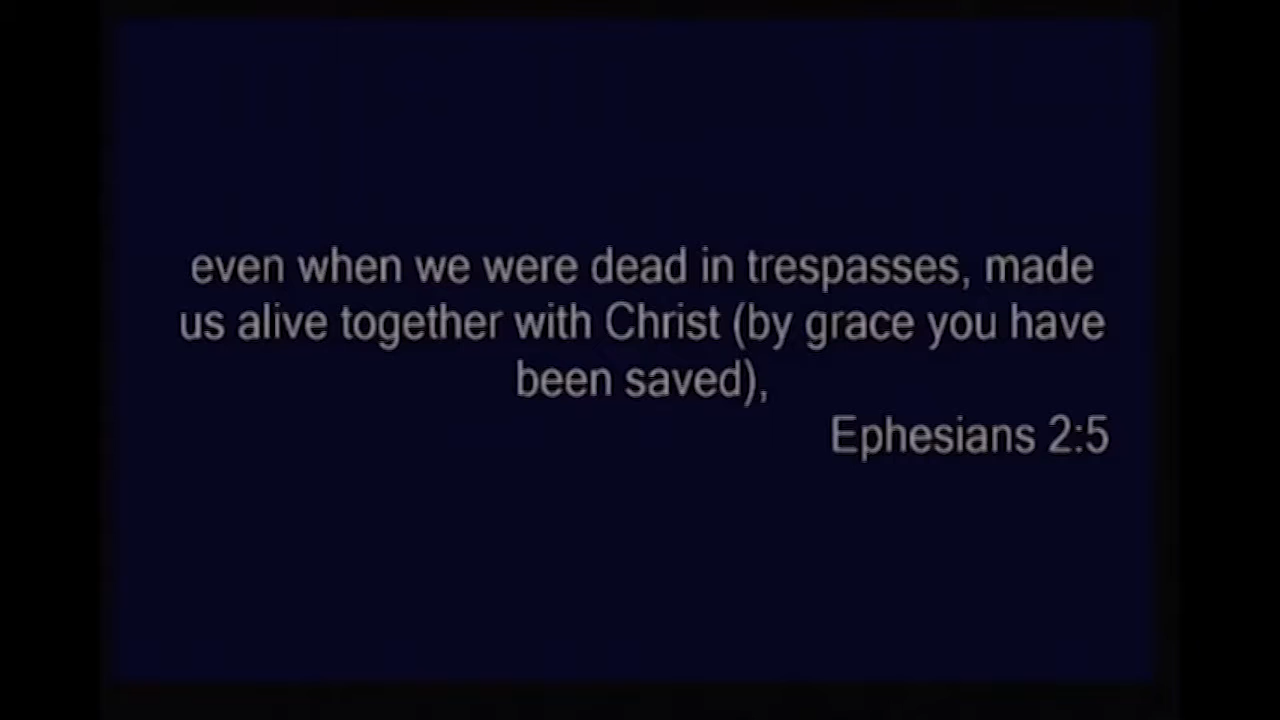 even when we were dead in trespasses, made
us alive together with Christ (by grace you have
been saved),
Ephesians 2:5